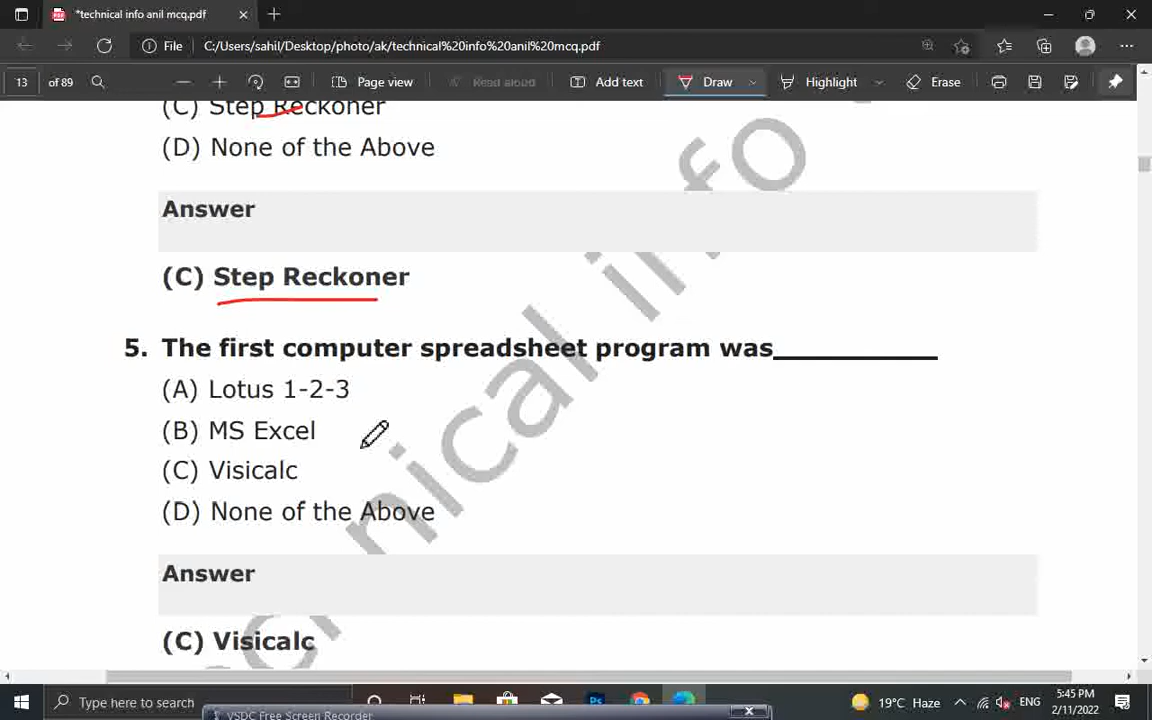 *technical info anil mcq.pdf
File C:/Users/sahil/Desktop/photo/ak/technical%20info%20anil%20mcq.pdf
13 of 89 Page view Read aloud Add text Draw Highlight Erase
(C) Step Reckoner
(D) None of the Above
Answer
(C) Step Reckoner
5. The first computer spreadsheet program was__________
(A) Lotus 1-2-3
(B) MS Excel
(C) Visicalc
(D) None of the Above
Answer
(C) Visicalc
nical info
Type here to search
19°C Haze ENG
5:45 PM
2/11/2022
VSDC Free Screen Recorder